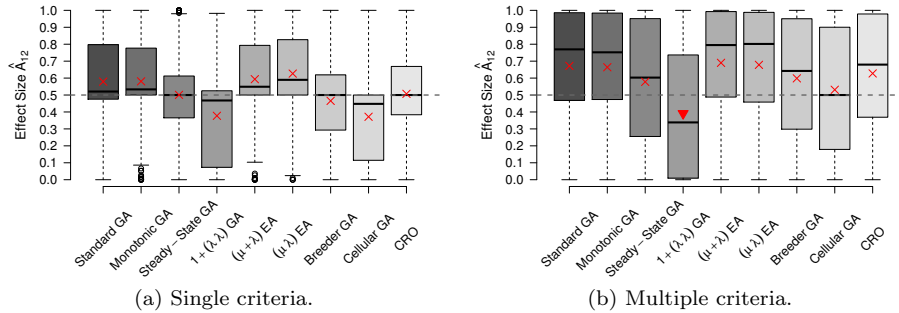 Effect Size Â12
1.0
0.9
0.8
0.7
0.6
0.5
0.4
0.3
0.2
0.1
0.0
Standard GA
Monotonic GA
Steady−State GA
1+(λ,λ) GA
(μ+λ) EA
(μ,λ) EA
Breeder GA
Cellular GA
CRO
(a) Single criteria.
Effect Size Â12
1.0
0.9
0.8
0.7
0.6
0.5
0.4
0.3
0.2
0.1
0.0
Standard GA
Monotonic GA
Steady−State GA
1+(λ,λ) GA
(μ+λ) EA
(μ,λ) EA
Breeder GA
Cellular GA
CRO
(b) Multiple criteria.